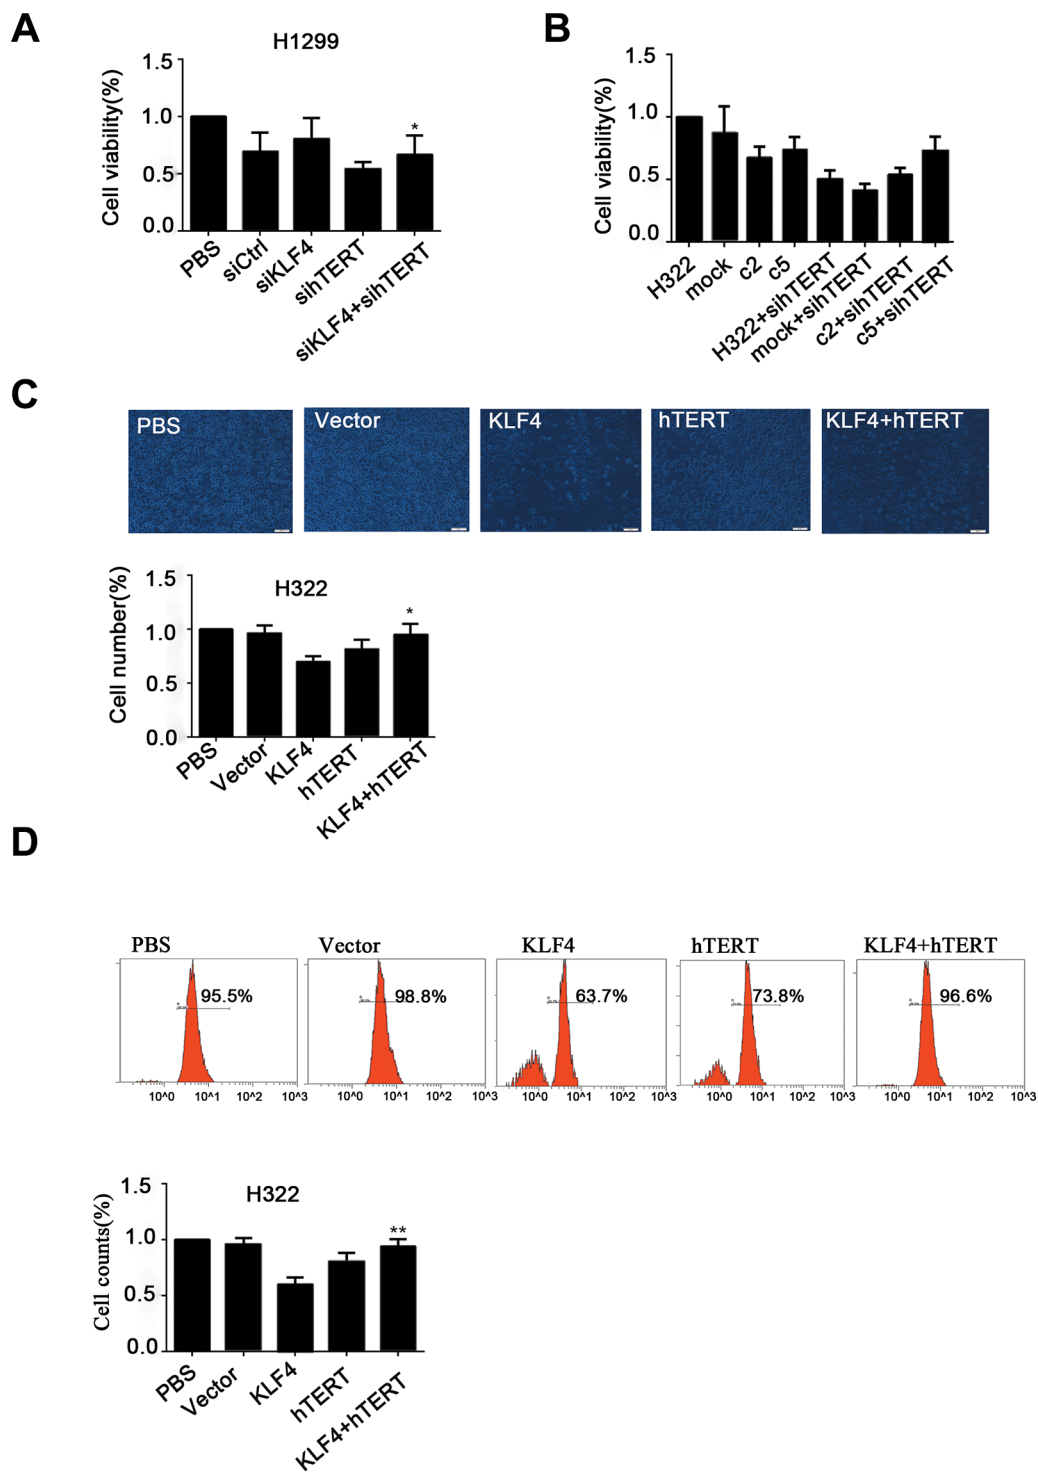 A
H1299
Cell viability(%)
1.5
1.0
0.5
0.0
PBS
siCtrl
siKLF4
sihTERT
siKLF4+sihTERT
*
B
Cell viability(%)
1.5
1.0
0.5
0.0
H322
mock
c2
c5
H322+sihTERT
mock+sihTERT
c2+sihTERT
c5+sihTERT
C
PBS
Vector
KLF4
hTERT
KLF4+hTERT
H322
Cell number(%)
1.5
1.0
0.5
0.0
PBS
Vector
KLF4
hTERT
KLF4+hTERT
*
D
PBS
95.5%
10^0 10^1 10^2 10^3
Vector
98.8%
10^0 10^1 10^2 10^3
KLF4
63.7%
10^0 10^1 10^2 10^3
hTERT
73.8%
10^0 10^1 10^2 10^3
KLF4+hTERT
96.6%
10^0 10^1 10^2 10^3
H322
Cell counts(%)
1.5
1.0
0.5
0.0
PBS
Vector
KLF4
hTERT
KLF4+hTERT
**